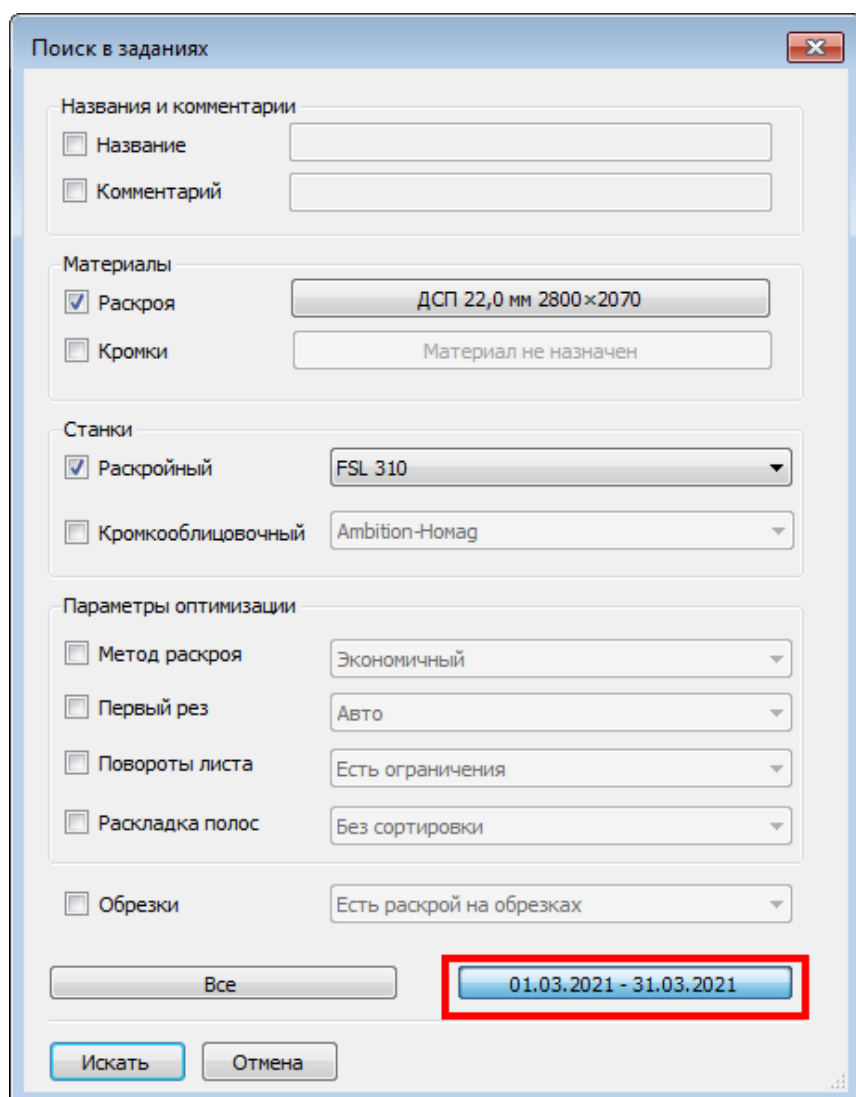 Поиск в заданиях
Названия и комментарии
Название
Комментарий
Материалы
Раскроя ДСП 22,0 мм 2800×2070
Кромки Материал не назначен
Станки
Раскройный FSL 310
Кромкооблицовочный Ambition-Homag
Параметры оптимизации
Метод раскроя Экономичный
Первый рез Авто
Повороты листа Есть ограничения
Раскладка полос Без сортировки
Обрезки Есть раскрой на обрезках
Все 01.03.2021 - 31.03.2021
Искать Отмена